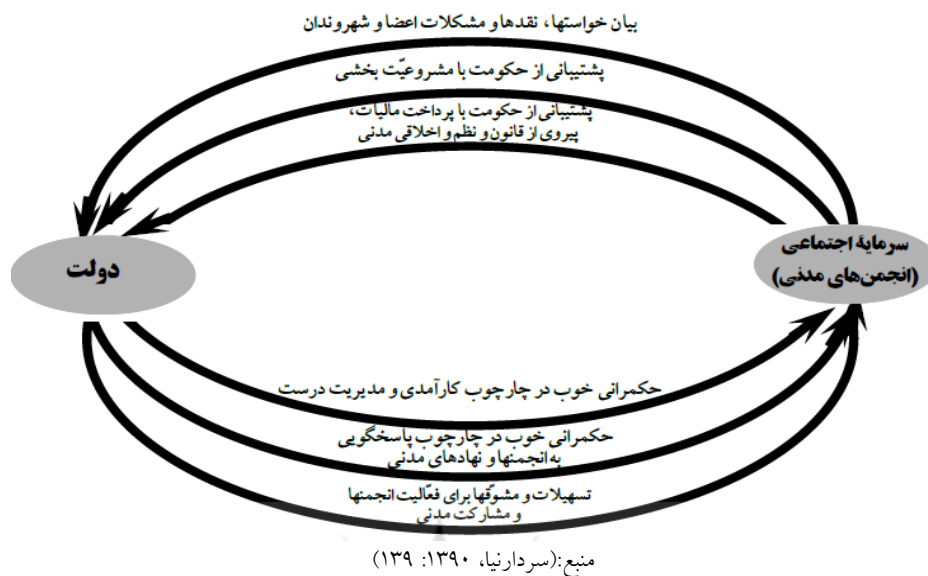 بیان خواستها، نقدها و مشکلات اعضا و شهروندان
پشتیبانی از حکومت با مشروعیّت بخشی
پشتیبانی از حکومت با پرداخت مالیات،
پیروی از قانون و نظم و اخلاقی مدنی
سرمایهٔ اجتماعی
(انجمن‌های مدنی)
دولت
حکمرانی خوب در چارچوب کارآمدی و مدیریت درست
حکمرانی خوب در چارچوب پاسخگویی
به انجمنها و نهادهای مدنی
تسهیلات و مشوّقها برای فعّالیت انجمنها
و مشارکت مدنی
منبع:(سردارنیا، ۱۳۹۰: ۱۳۹)